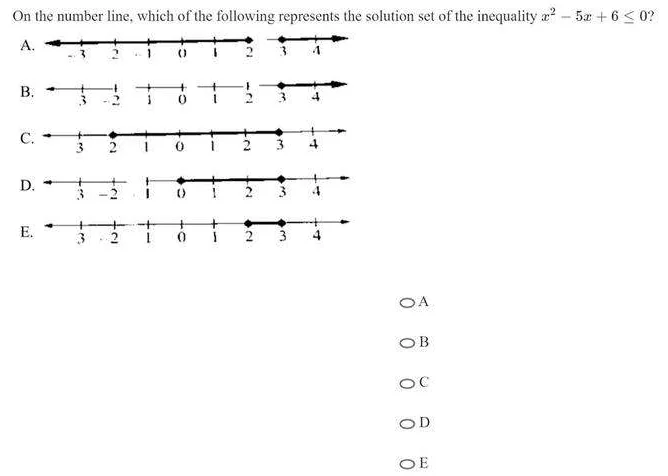 On the number line, which of the following represents the solution set of the inequality x² − 5x + 6 ≤ 0?
A. - 3 2 - 1 0 1 2 3 4
B. 3 - 2 1 0 1 2 3 4
C. 3 2 1 0 1 2 3 4
D. 3 - 2 1 0 1 2 3 4
E. 3 - 2 1 0 1 2 3 4
A
B
C
D
E